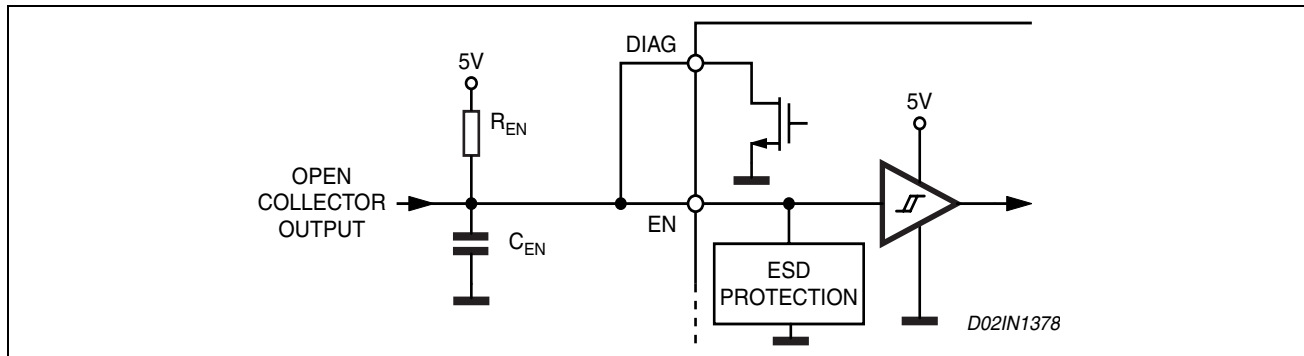 DIAG
5V
5V
R_EN
OPEN
COLLECTOR
OUTPUT
EN
C_EN
ESD
PROTECTION
D02IN1378